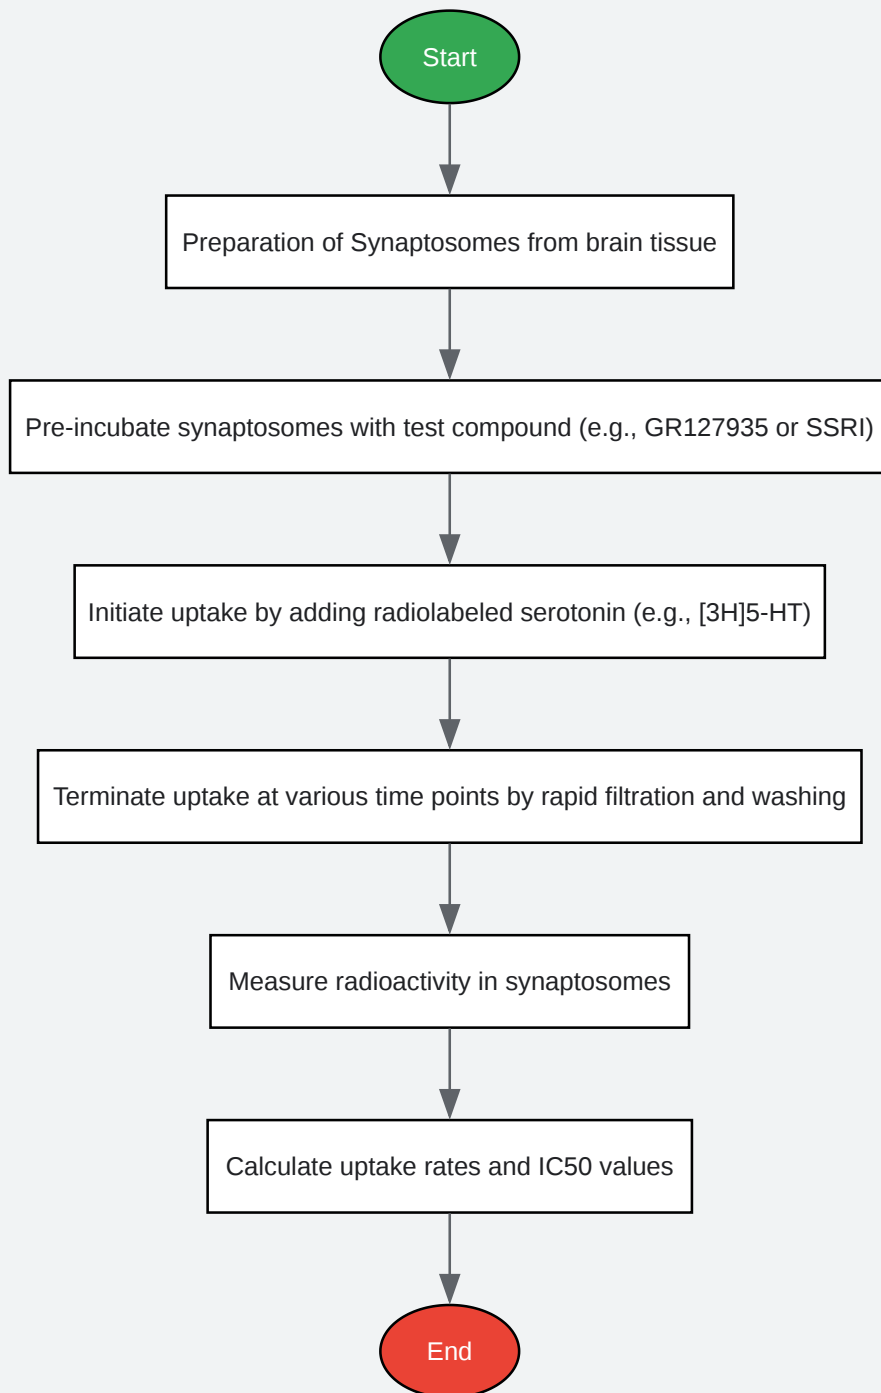 Start
Preparation of Synaptosomes from brain tissue
Pre-incubate synaptosomes with test compound (e.g., GR127935 or SSRI)
Initiate uptake by adding radiolabeled serotonin (e.g., [3H]5-HT)
Terminate uptake at various time points by rapid filtration and washing
Measure radioactivity in synaptosomes
Calculate uptake rates and IC50 values
End